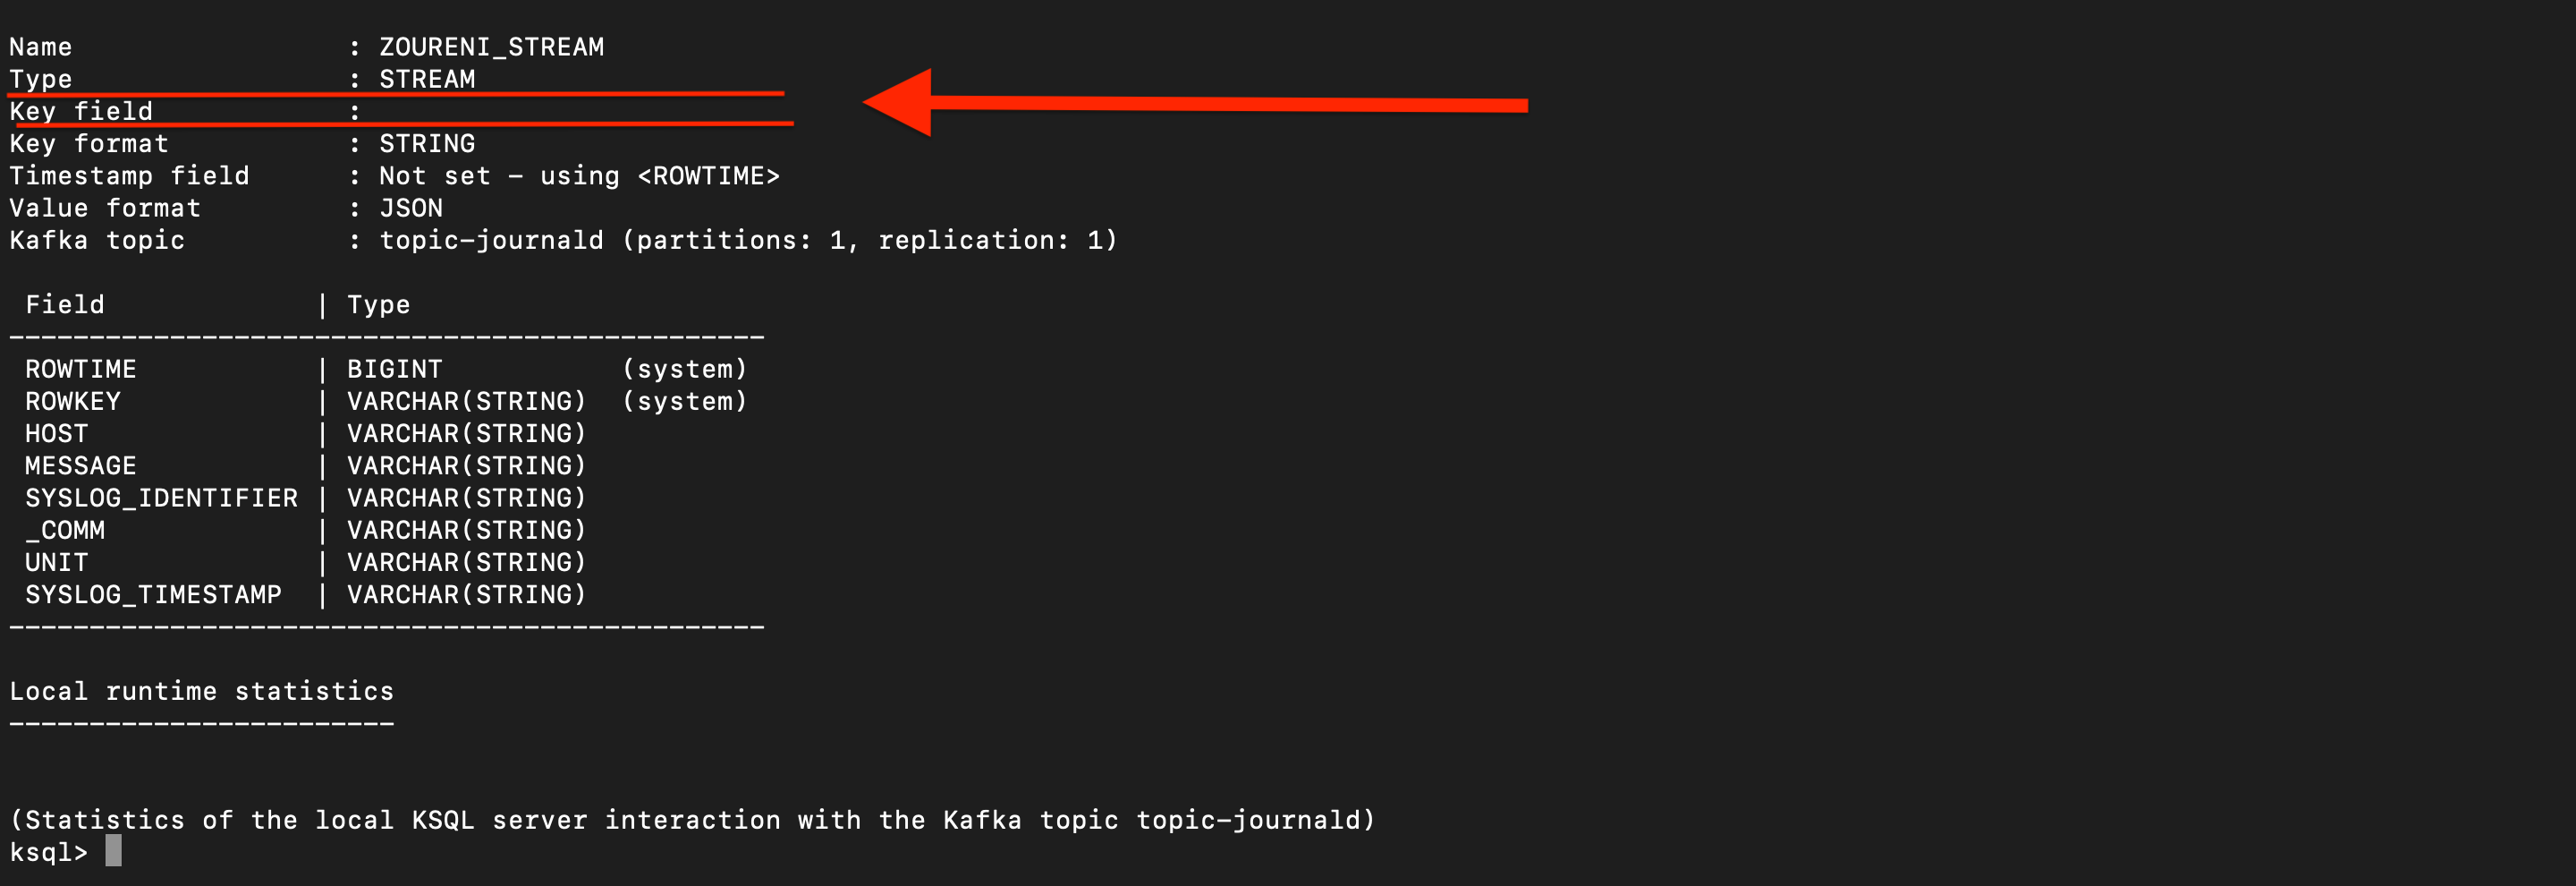 Name                 : ZOURENI_STREAM
Type                 : STREAM
Key field            :
Key format           : STRING
Timestamp field      : Not set - using <ROWTIME>
Value format         : JSON
Kafka topic          : topic-journald (partitions: 1, replication: 1)
 Field             | Type
-----------------------------------------------
 ROWTIME           | BIGINT           (system)
 ROWKEY            | VARCHAR(STRING)  (system)
 HOST              | VARCHAR(STRING)
 MESSAGE           | VARCHAR(STRING)
 SYSLOG_IDENTIFIER | VARCHAR(STRING)
 _COMM             | VARCHAR(STRING)
 UNIT              | VARCHAR(STRING)
 SYSLOG_TIMESTAMP  | VARCHAR(STRING)
-----------------------------------------------
Local runtime statistics
------------------------
(Statistics of the local KSQL server interaction with the Kafka topic topic-journald)
ksql>